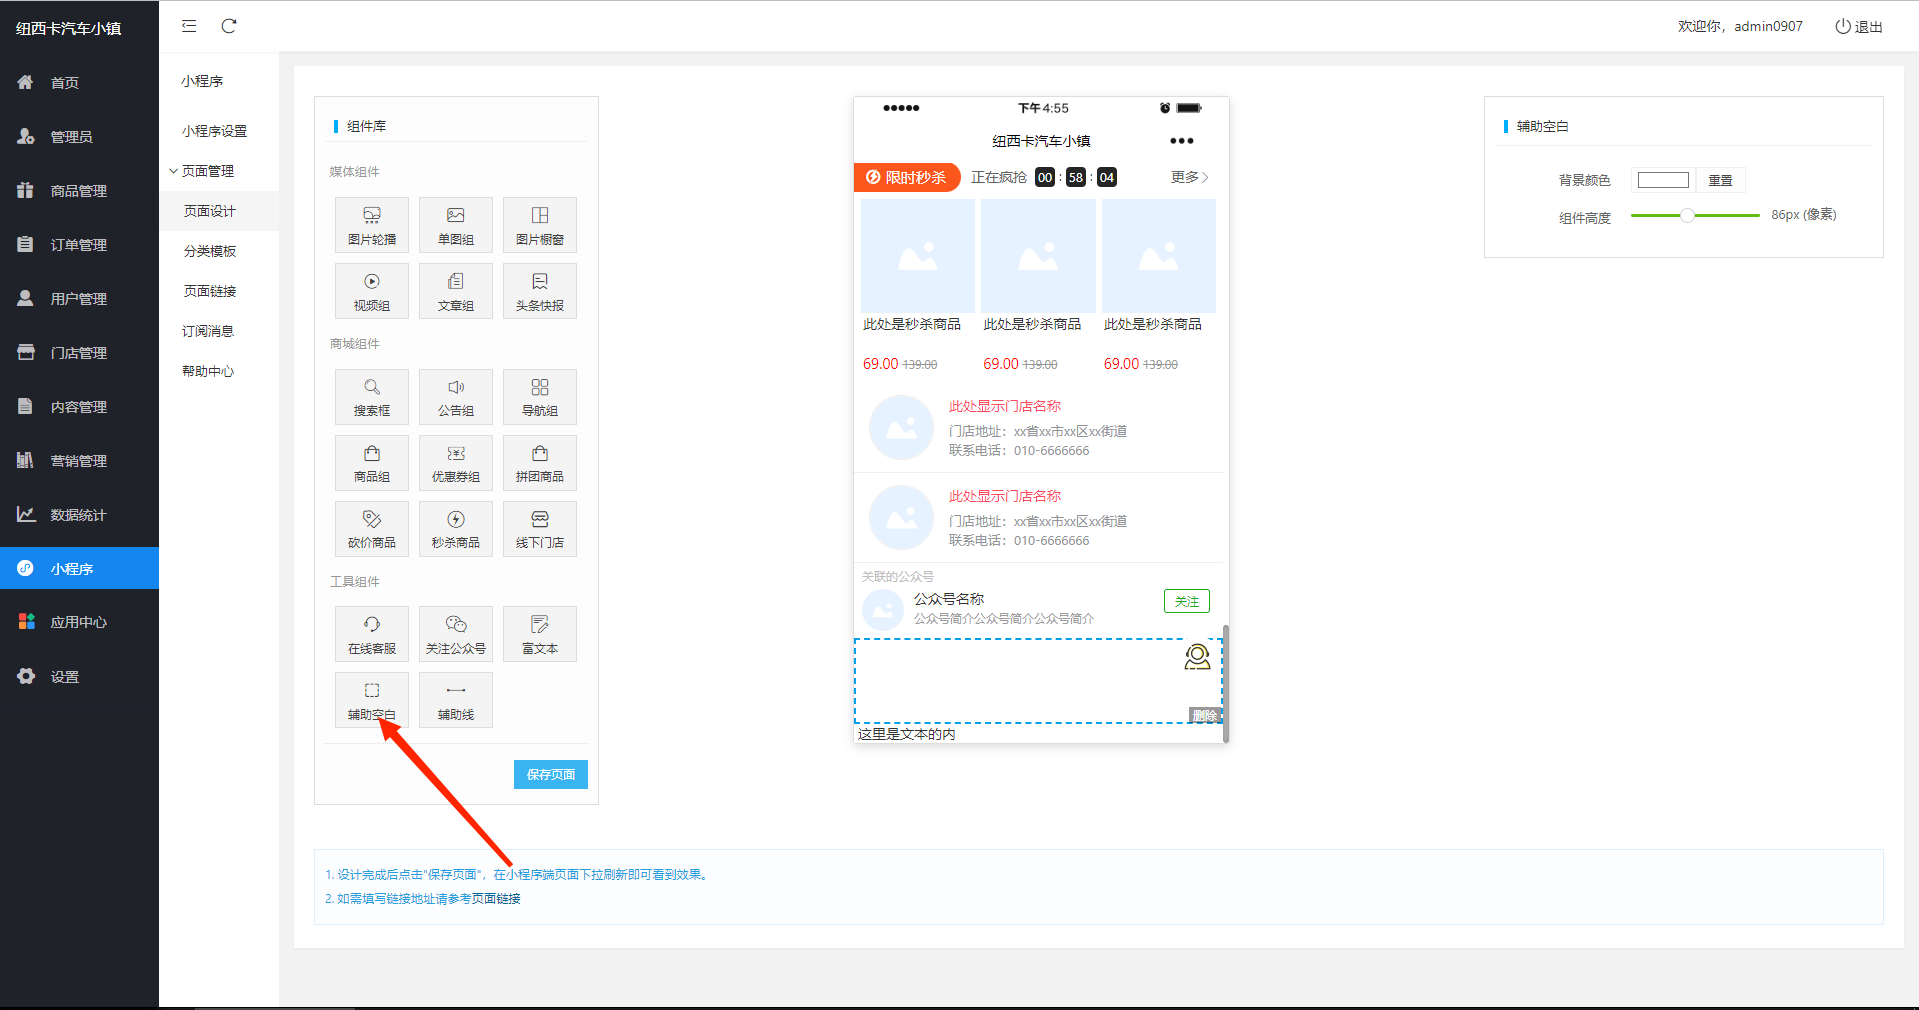 纽西卡汽车小镇
欢迎你，admin0907
退出
首页
管理员
商品管理
订单管理
用户管理
门店管理
内容管理
营销管理
数据统计
小程序
应用中心
设置
小程序
小程序设置
页面管理
页面设计
分类模板
页面链接
订阅消息
帮助中心
组件库
媒体组件
图片轮播
单图组
图片橱窗
视频组
文章组
头条快报
商城组件
搜索框
公告组
导航组
商品组
优惠券组
拼团商品
砍价商品
秒杀商品
线下门店
工具组件
在线客服
关注公众号
富文本
辅助空白
辅助线
保存页面
下午4:55
纽西卡汽车小镇
限时秒杀 正在疯抢 00 : 58 : 04 更多
此处是秒杀商品 此处是秒杀商品 此处是秒杀商品
69.00 139.00 69.00 139.00 69.00 139.00
此处显示门店名称
门店地址：xx省xx市xx区xx街道
联系电话：010-6666666
此处显示门店名称
门店地址：xx省xx市xx区xx街道
联系电话：010-6666666
关联的公众号
公众号名称
公众号简介公众号简介公众号简介
关注
删除
这里是文本的内
辅助空白
背景颜色 重置
组件高度 86px (像素)
1. 设计完成后点击"保存页面"，在小程序端页面下拉刷新即可看到效果。
2. 如需填写链接地址请参考页面链接